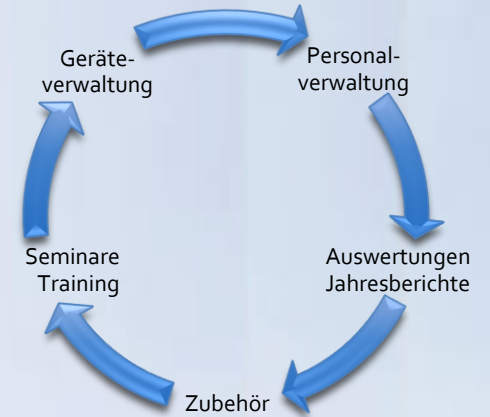 Geräte-
verwaltung
Personal-
verwaltung
Auswertungen
Jahresberichte
Zubehör
Seminare
Training